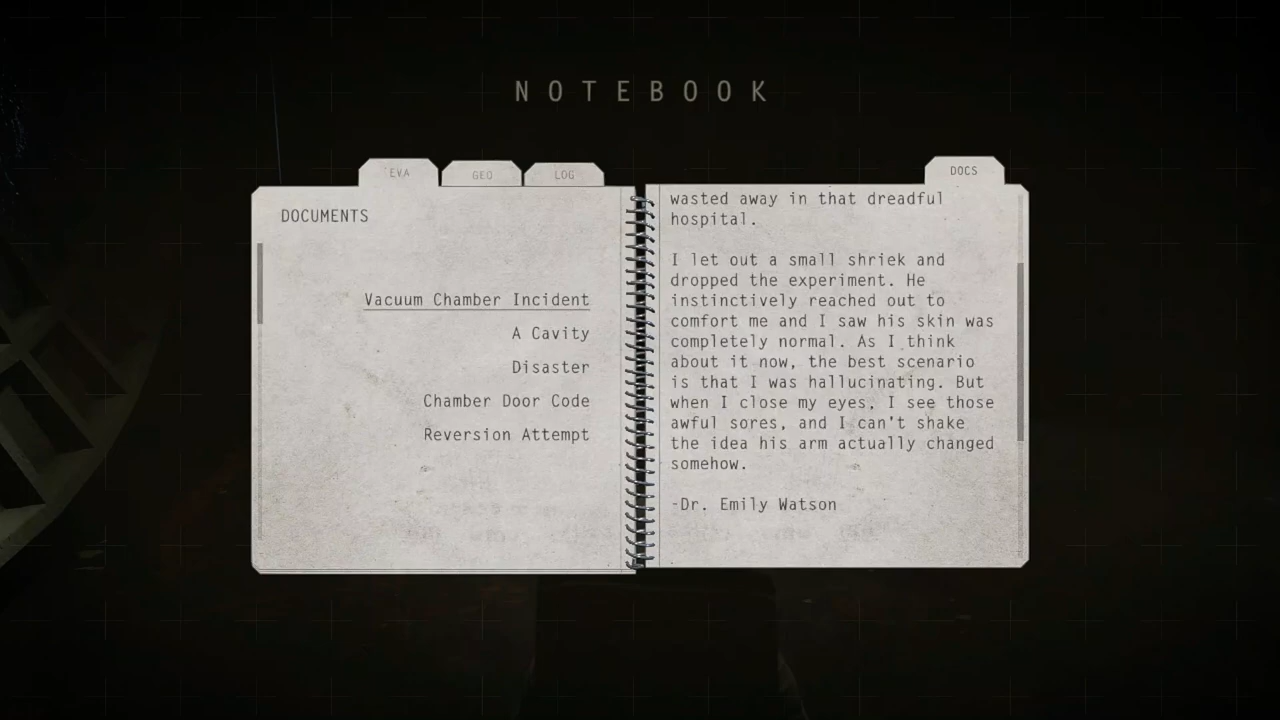 NOTEBOOK
EVA
GEO
LOG
DOCS
DOCUMENTS
Vacuum Chamber Incident
A Cavity
Disaster
Chamber Door Code
Reversion Attempt
wasted away in that dreadful
hospital.
I let out a small shriek and
dropped the experiment. He
instinctively reached out to
comfort me and I saw his skin was
completely normal. As I think
about it now, the best scenario
is that I was hallucinating. But
when I close my eyes, I see those
awful sores, and I can't shake
the idea his arm actually changed
somehow.
-Dr. Emily Watson